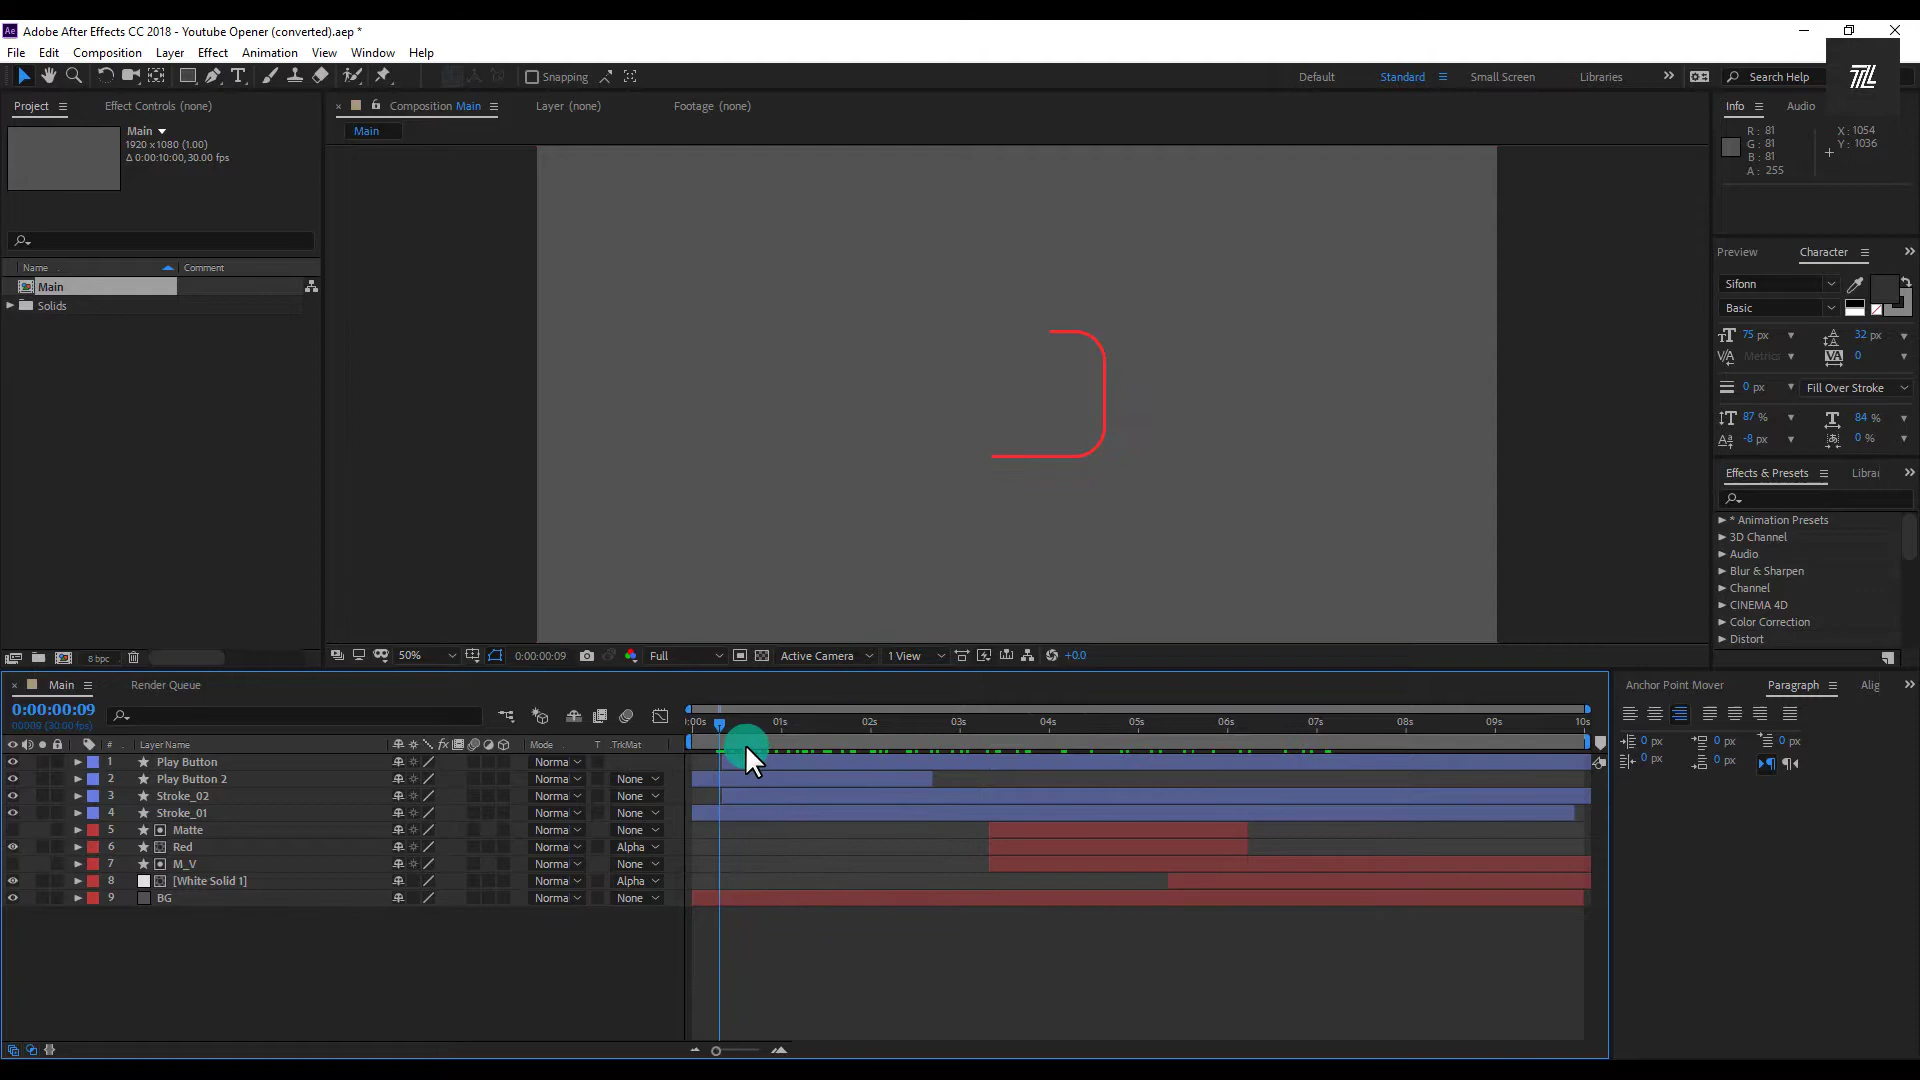 Adobe After Effects CC 2018 - Youtube Opener (converted).aep *
File Edit Composition Layer Effect Animation View Window Help
Snapping Default Standard Small Screen Libraries Search Help
Project Effect Controls (none) Composition Main Layer (none) Footage (none) Info Audio
Main
1920 x1080 (1.00)
Δ 0:00:10:00, 30.00 fps
Main
R: 81 X: 1054
G: 81 Y: 1036
B: 81
A: 255
Name Comment
Main
Solids
Preview Character
Sifonn
Basic
75 px 32 px
Metrics 0
0 px Fill Over Stroke
87 % 84 %
-8 px 0 %
Effects & Presets Librai
* Animation Presets
3D Channel
Audio
Blur & Sharpen
Channel
CINEMA 4D
Color Correction
Distort
8 bpc 50% 0:00:00:09 Full Active Camera 1 View +0.0
Main Render Queue Anchor Point Mover Paragraph Alig
0:00:00:09
00009 (30.00 fps)
0:00s 01s 02s 03s 04s 05s 06s 07s 08s 09s 10s
0 px 0 px 0 px
0 px 0 px
# Layer Name Mode T .TrkMat
1 Play Button Norma
2 Play Button 2 Norma None
3 Stroke_02 Norma None
4 Stroke_01 Norma None
5 Matte Norma None
6 Red Norma Alpha
7 M_V Norma None
8 [White Solid 1] Norma Alpha
9 BG Norma None